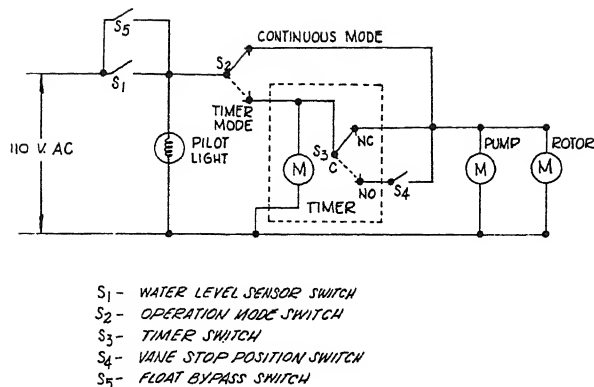 S5
CONTINUOUS MODE
S2
S1
TIMER
MODE
110 V. AC
PILOT
LIGHT
NC
S3
C
M
NO
S4
TIMER
PUMP
M
ROTOR
M
S1 - WATER LEVEL SENSOR SWITCH
S2 - OPERATION MODE SWITCH
S3 - TIMER SWITCH
S4 - VANE STOP POSITION SWITCH
S5 - FLOAT BYPASS SWITCH